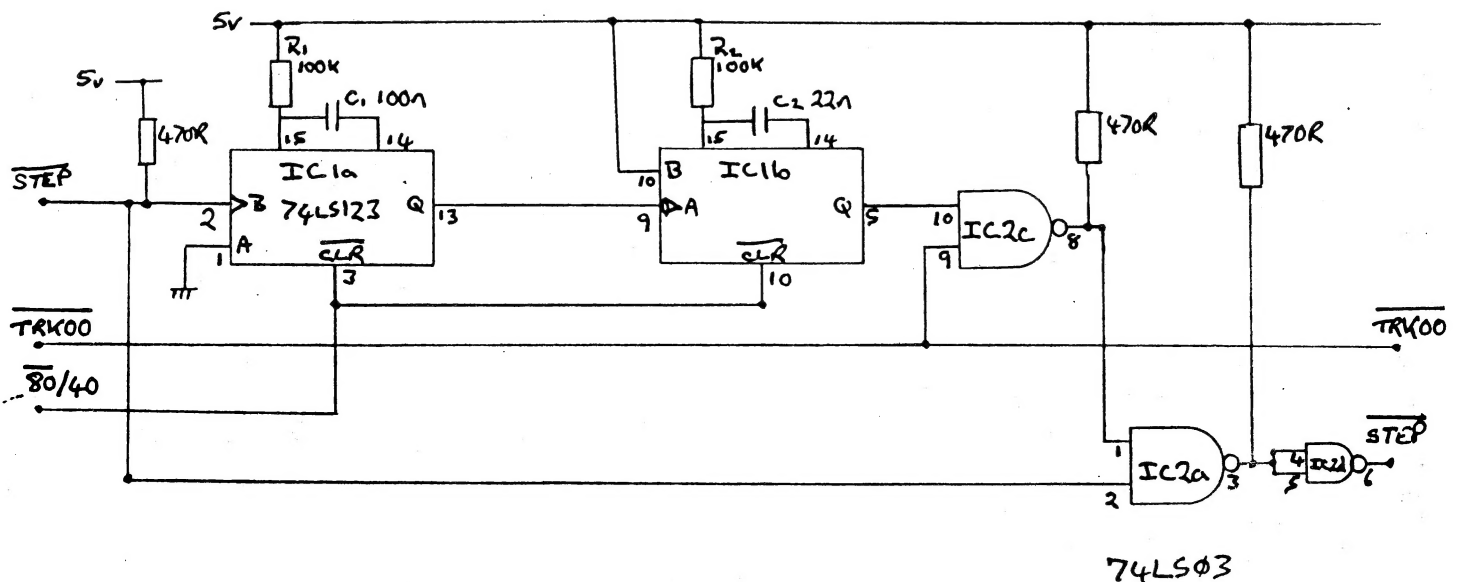 5v
R1
100K
C1 100n
R2
100K
C2 22n
5v
470R
470R
470R
15
14
15
14
STEP
IC1a
74LS123
2
B
Q
13
A
1
CLR
3
10
B
IC1b
9
A
Q
5
CLR
10
10
IC2c
9
8
TRK00
TRK00
80/40
STEP
1
IC2a
2
3
4
5
IC2d
6
74LSØ3